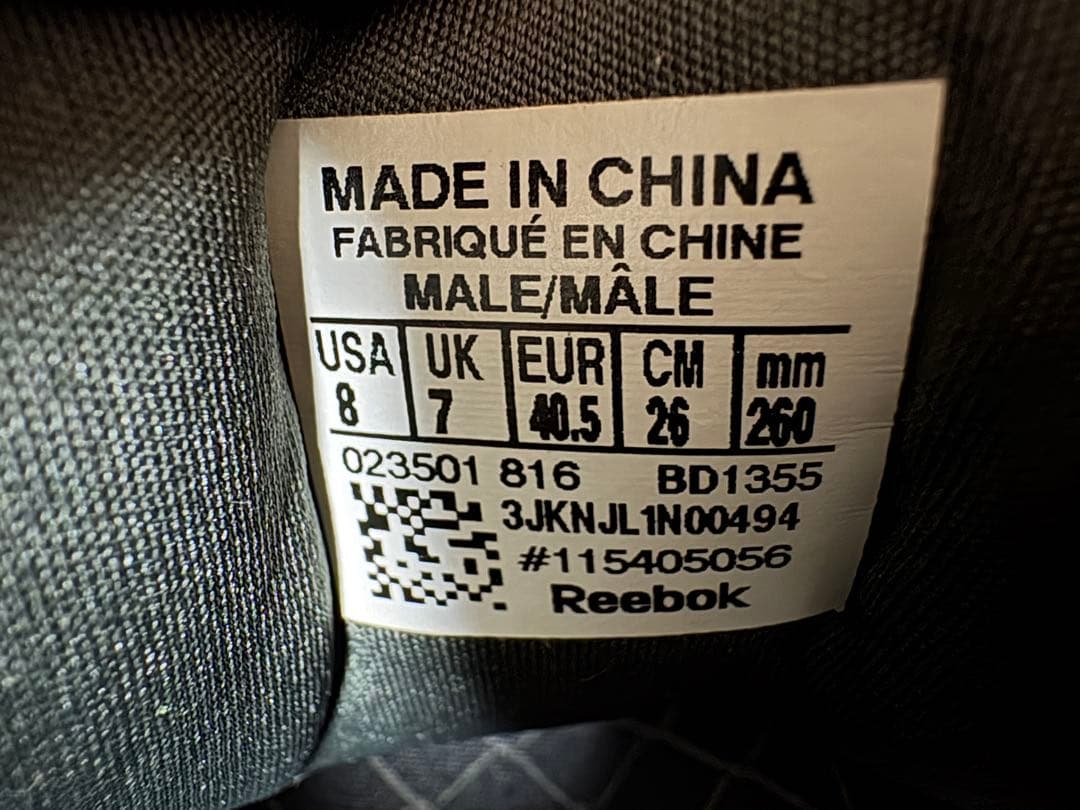 MADE IN CHINA
FABRIQUÉ EN CHINE
MALE/MÂLE
USA UK EUR CM mm
8 7 40.5 26 260
023501 816 BD1355
3JKNJL1N00494
#115405056
Reebok